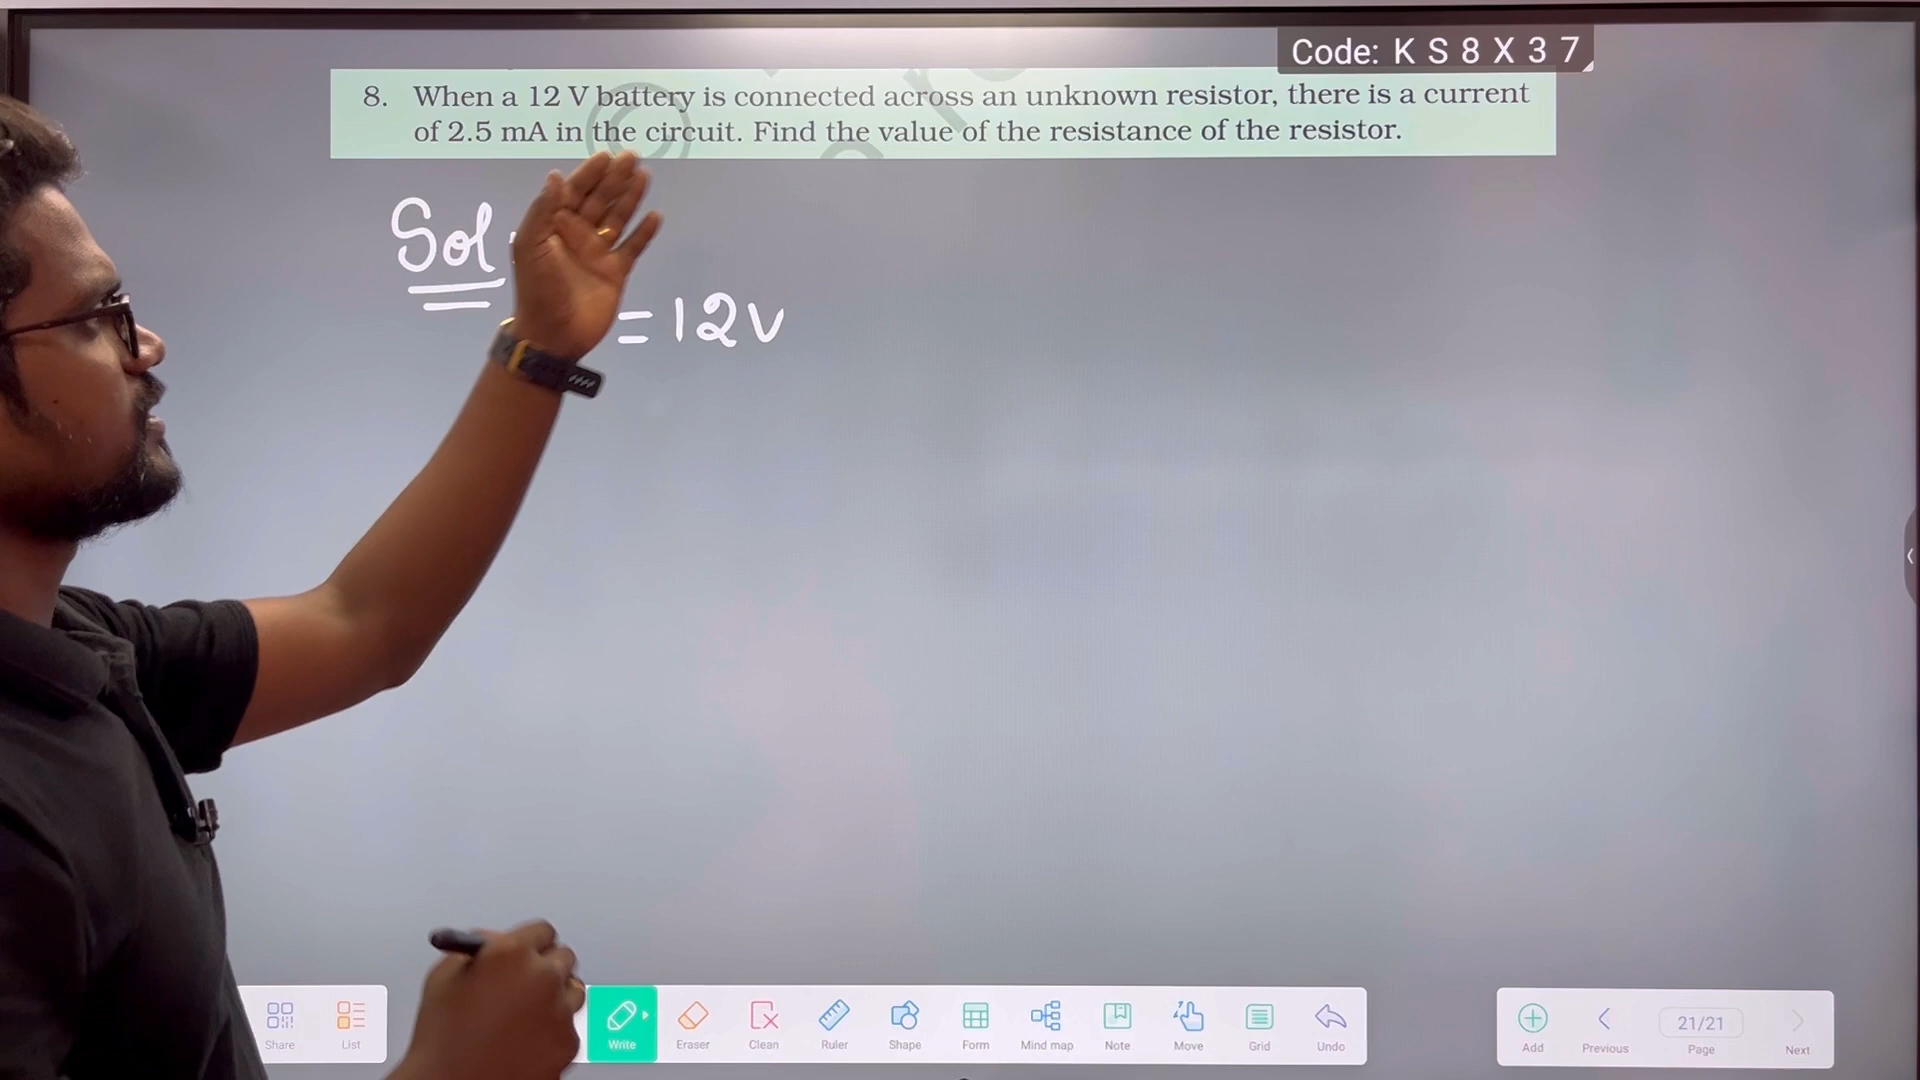 Code: K S 8 X 3 7
8. When a 12 V battery is connected across an unknown resistor, there is a current
of 2.5 mA in the circuit. Find the value of the resistance of the resistor.
Sol
= 12V
Share
List
Write
Eraser
Clean
Ruler
Shape
Form
Mind map
Note
Move
Grid
Undo
Add
Previous
21/21
Page
Next